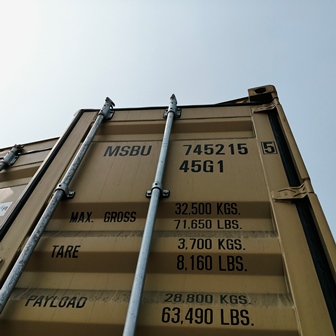 MSBU 745215 5
45G1
MAX. GROSS 32.500 KGS.
71.650 LBS.
TARE 3,700 KGS.
8,160 LBS.
PAYLOAD 28,800 KGS.
63,490 LBS.